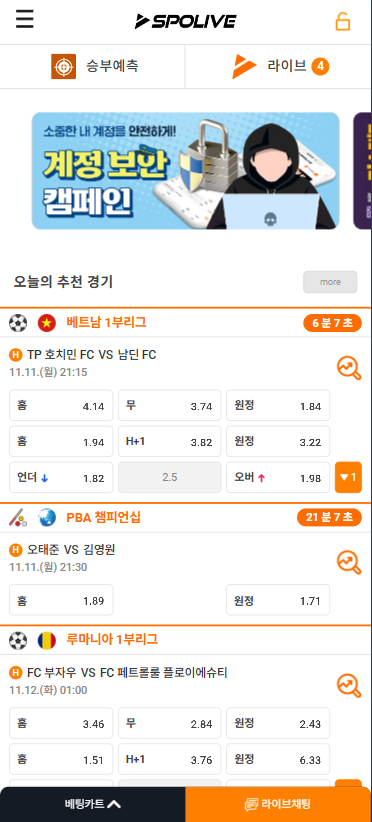 SPOLIVE
승부예측
라이브 4
소중한 내 계정을 안전하게!
계정 보안
캠페인
오늘의 추천 경기
more
베트남 1부리그
6 분 7 초
H TP 호치민 FC VS 남딘 FC
11.11.(월) 21:15
홈 4.14 무 3.74 원정 1.84
홈 1.94 H+1 3.82 원정 3.22
언더 1.82 2.5 오버 1.98 1
PBA 챔피언십
21 분 7 초
H 오태준 VS 김영원
11.11.(월) 21:30
홈 1.89 원정 1.71
루마니아 1부리그
H FC 부자우 VS FC 페트롤룰 플로이에슈티
11.12.(화) 01:00
홈 3.46 무 2.84 원정 2.43
홈 1.51 H+1 3.76 원정 6.33
베팅카트
라이브채팅